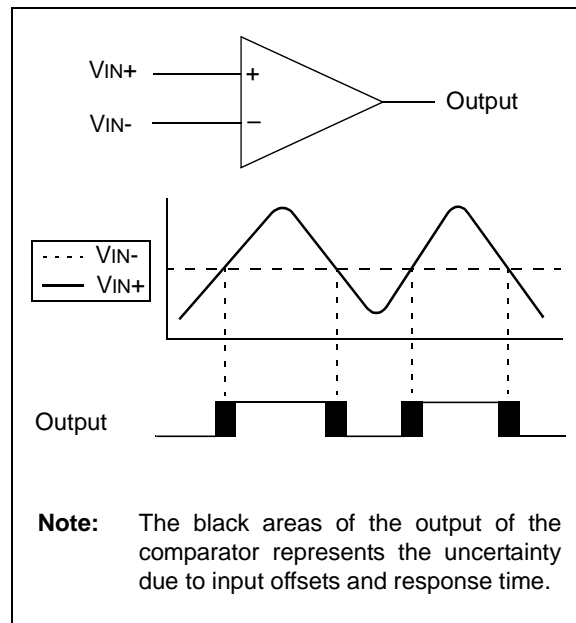 VIN+
+
Output
VIN-
–
VIN-
VIN+
Output
Note: The black areas of the output of the
comparator represents the uncertainty
due to input offsets and response time.